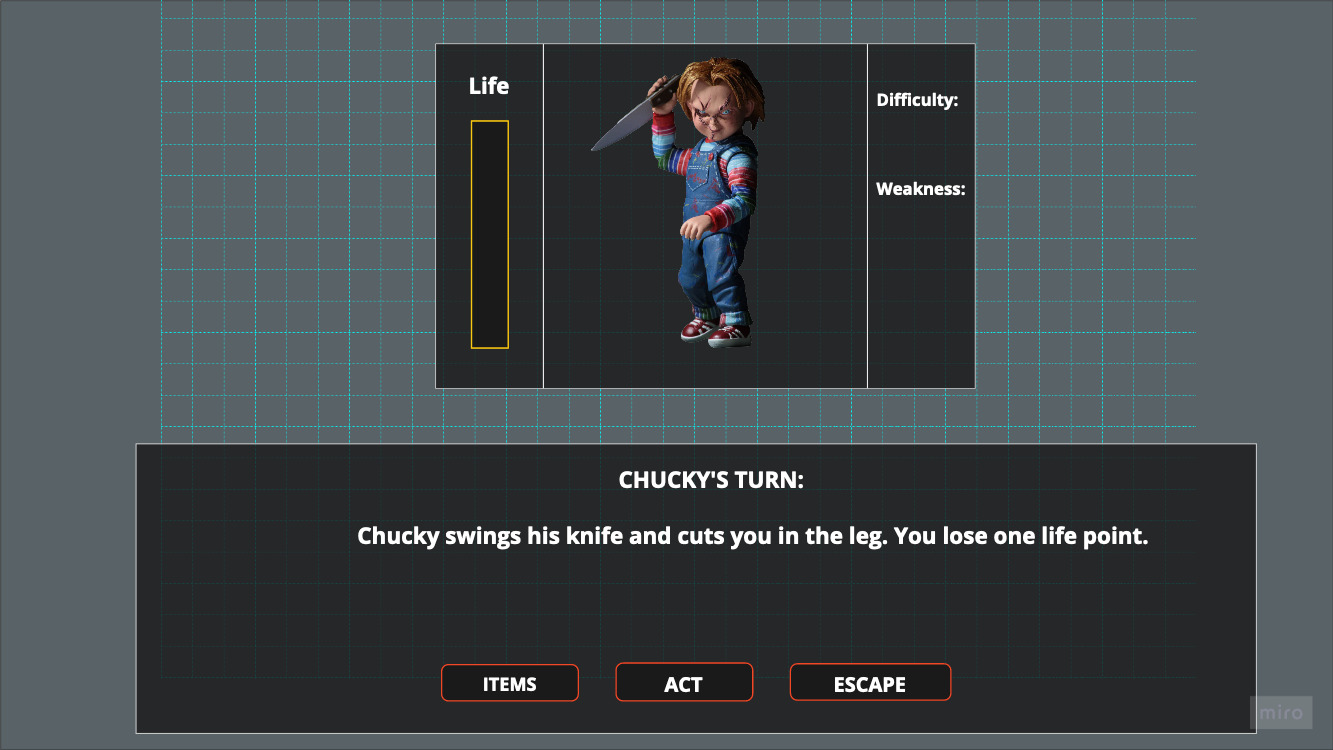 Life
Difficulty:
Weakness:
CHUCKY'S TURN:
Chucky swings his knife and cuts you in the leg. You lose one life point.
ITEMS
ACT
ESCAPE
miro